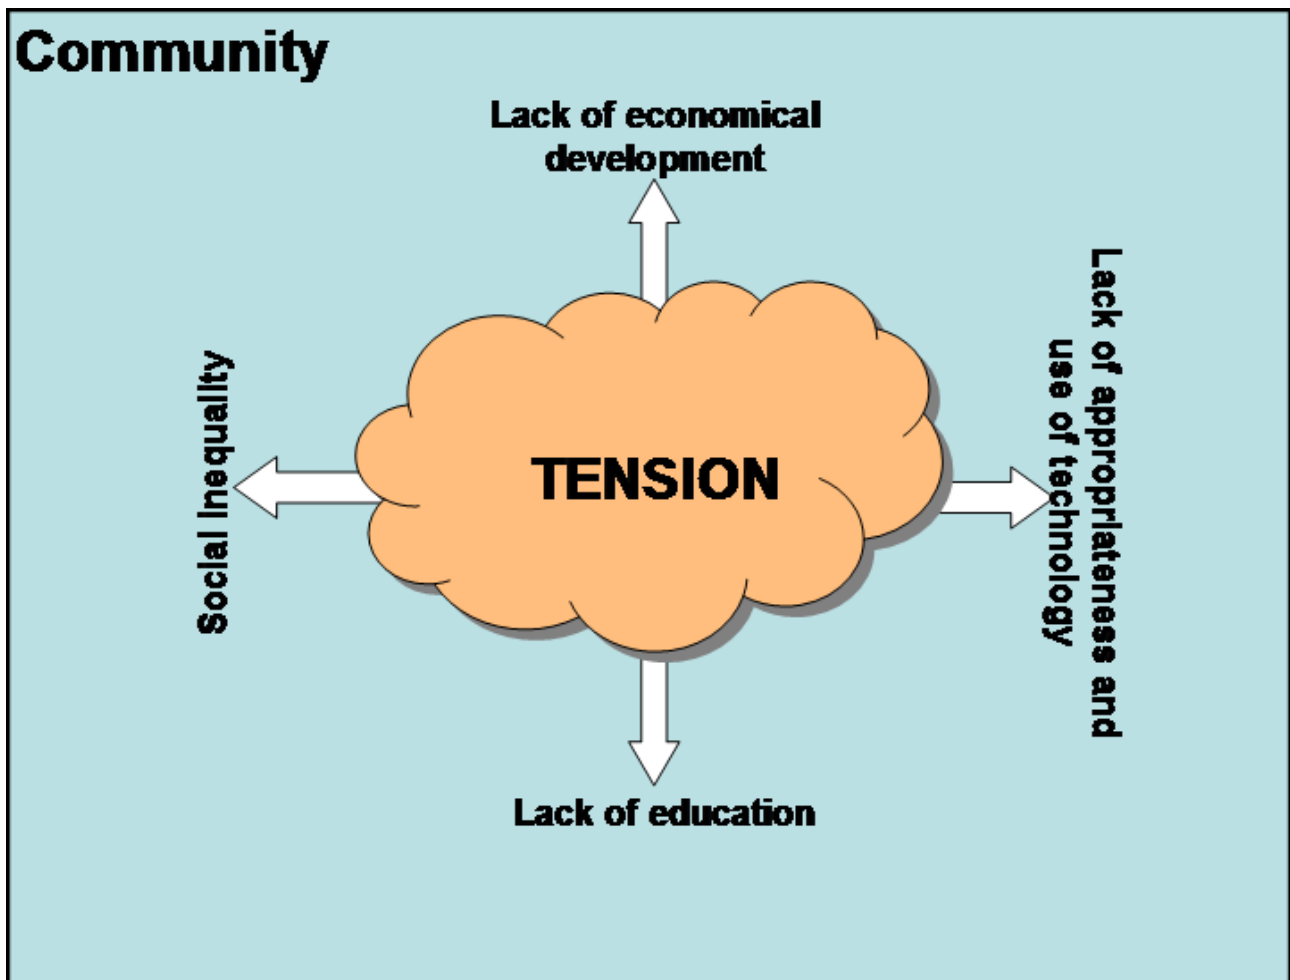 Community
Lack of economical
development
Social Inequality
TENSION
Lack of appropriateness and
use of technology
Lack of education